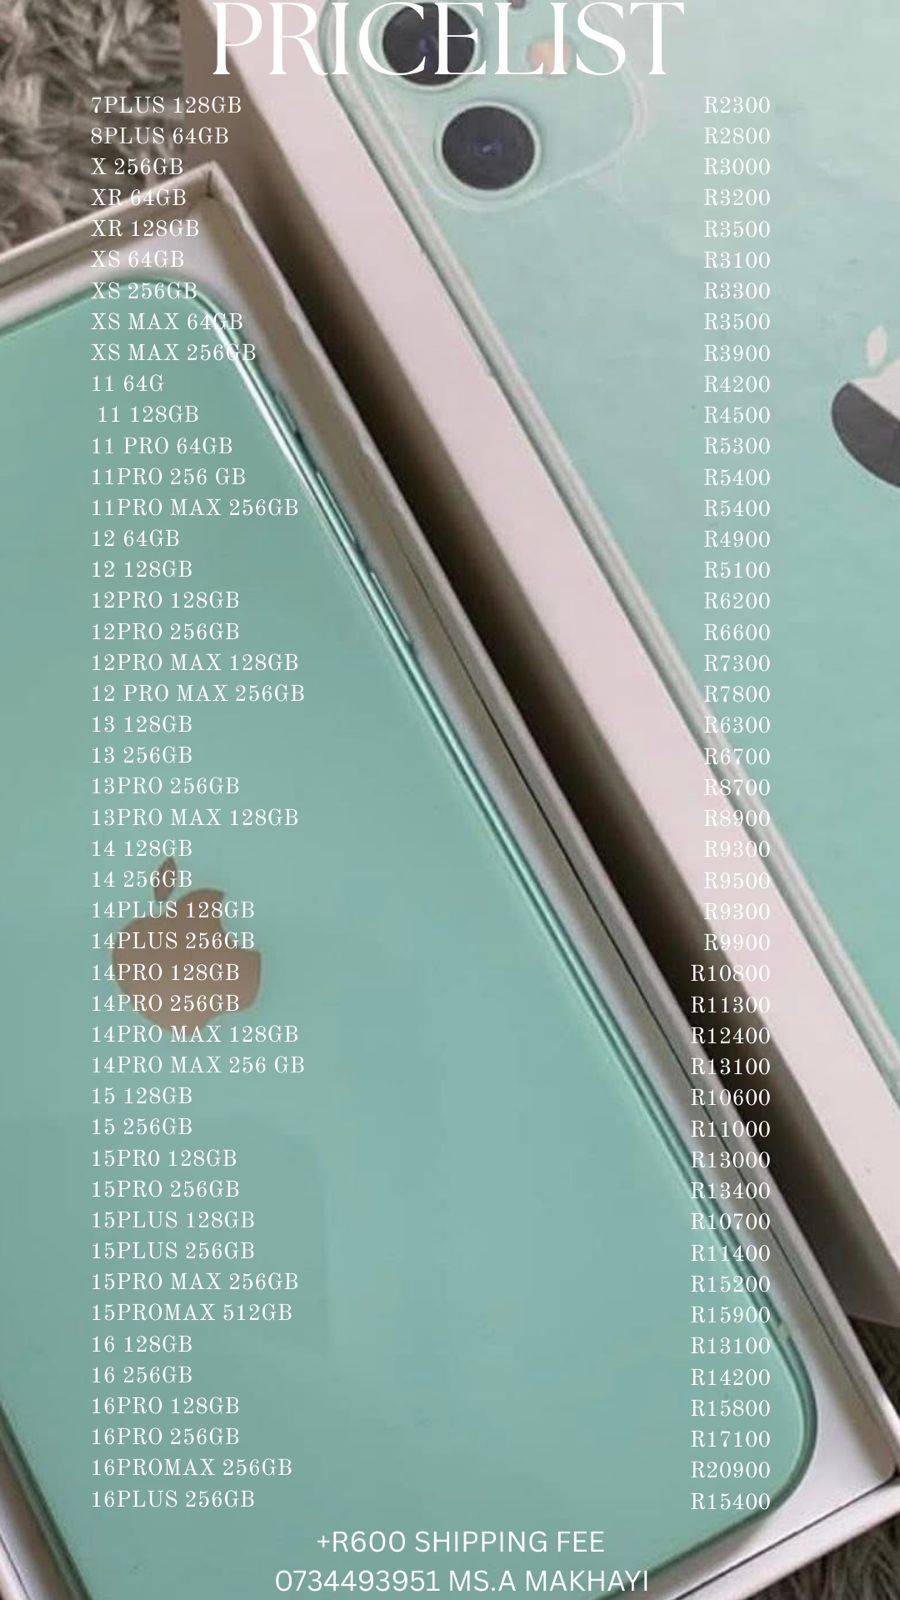 PRICELIST
7PLUS 128GB R2300
8PLUS 64GB R2800
X 256GB R3000
XR 64GB R3200
XR 128GB R3500
XS 64GB R3100
XS 256GB R3300
XS MAX 64GB R3500
XS MAX 256GB R3900
11 64G R4200
11 128GB R4500
11 PRO 64GB R5300
11PRO 256 GB R5400
11PRO MAX 256GB R5400
12 64GB R4900
12 128GB R5100
12PRO 128GB R6200
12PRO 256GB R6600
12PRO MAX 128GB R7300
12 PRO MAX 256GB R7800
13 128GB R6300
13 256GB R6700
13PRO 256GB R8700
13PRO MAX 128GB R8900
14 128GB R9300
14 256GB R9500
14PLUS 128GB R9300
14PLUS 256GB R9900
14PRO 128GB R10800
14PRO 256GB R11300
14PRO MAX 128GB R12400
14PRO MAX 256 GB R13100
15 128GB R10600
15 256GB R11000
15PR0 128GB R13000
15PRO 256GB R13400
15PLUS 128GB R10700
15PLUS 256GB R11400
15PRO MAX 256GB R15200
15PROMAX 512GB R15900
16 128GB R13100
16 256GB R14200
16PRO 128GB R15800
16PRO 256GB R17100
16PROMAX 256GB R20900
16PLUS 256GB R15400
+R600 SHIPPING FEE
0734493951 MS.A MAKHAYI